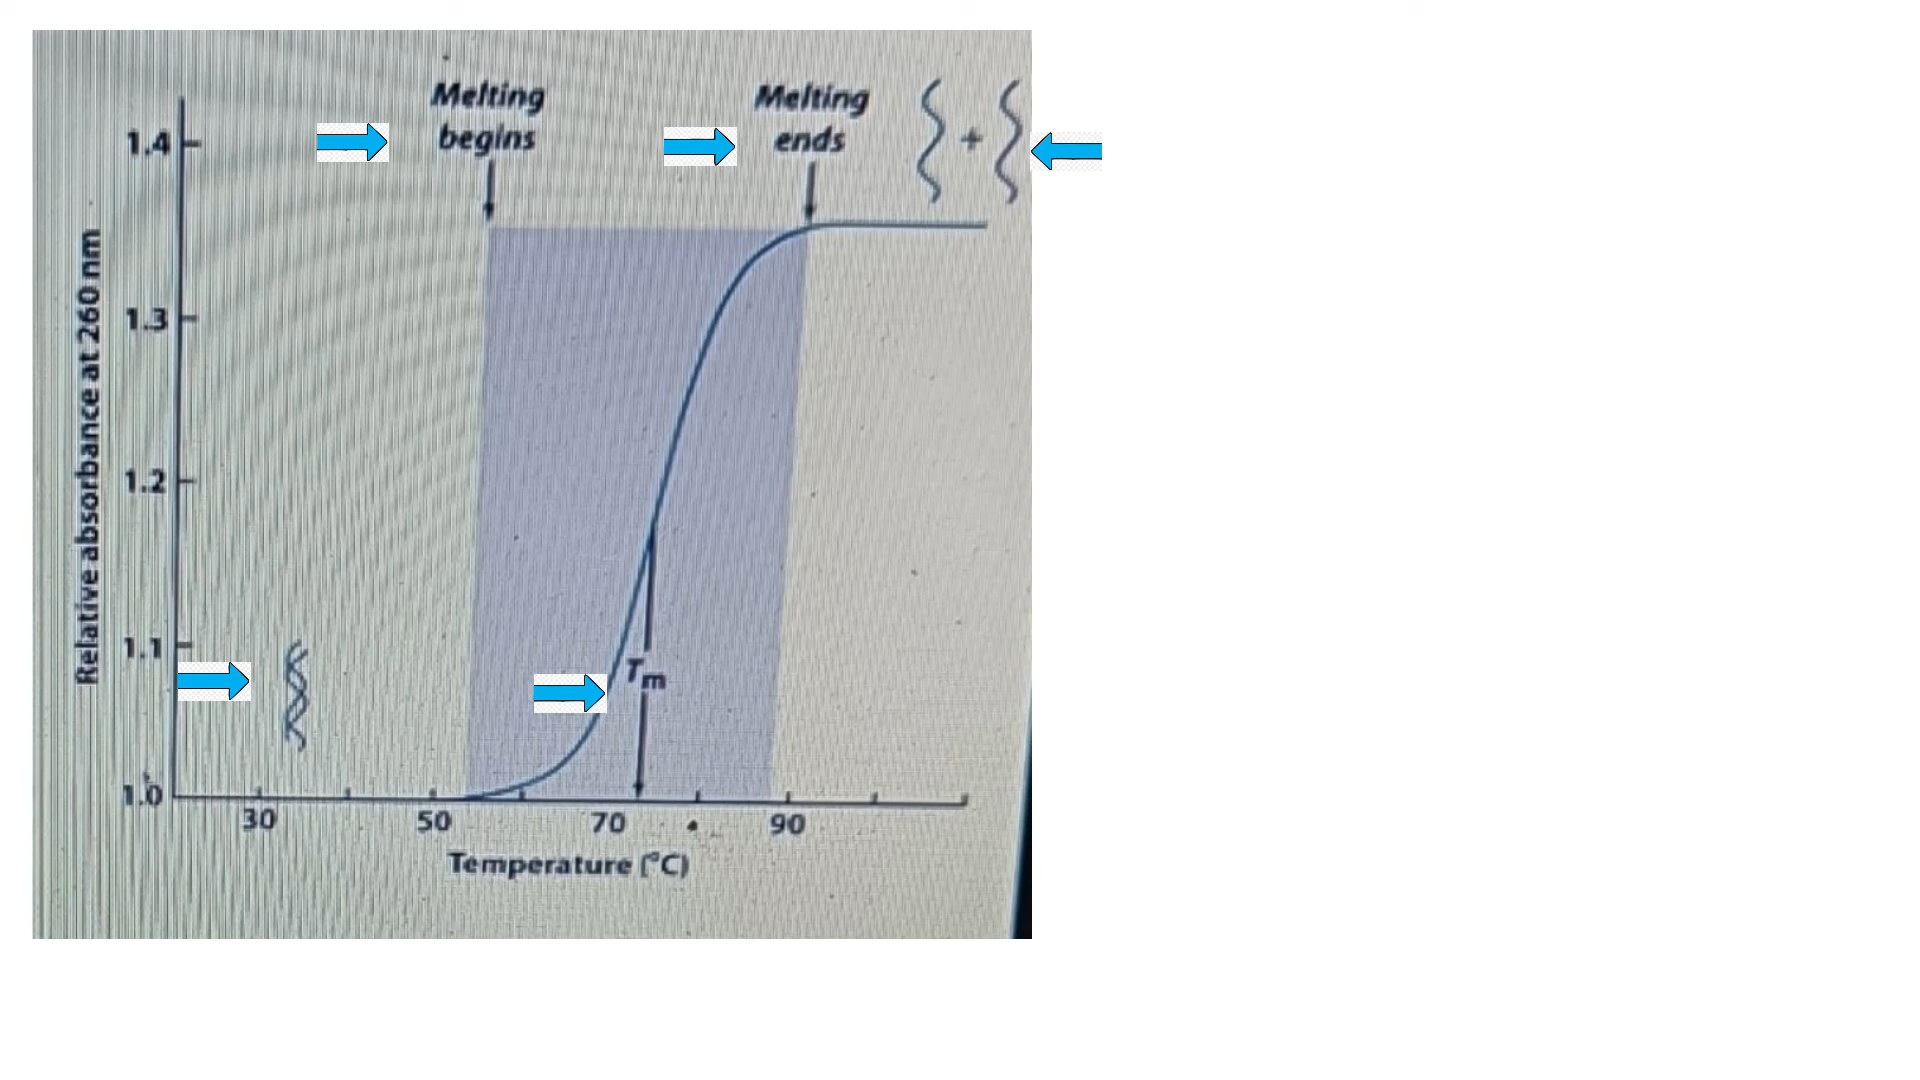 Melting
begins
Melting
ends
+
1.4
1.3
1.2
1.1
1.0
Relative absorbance at 260 nm
Tm
30
50
70
90
Temperature (°C)